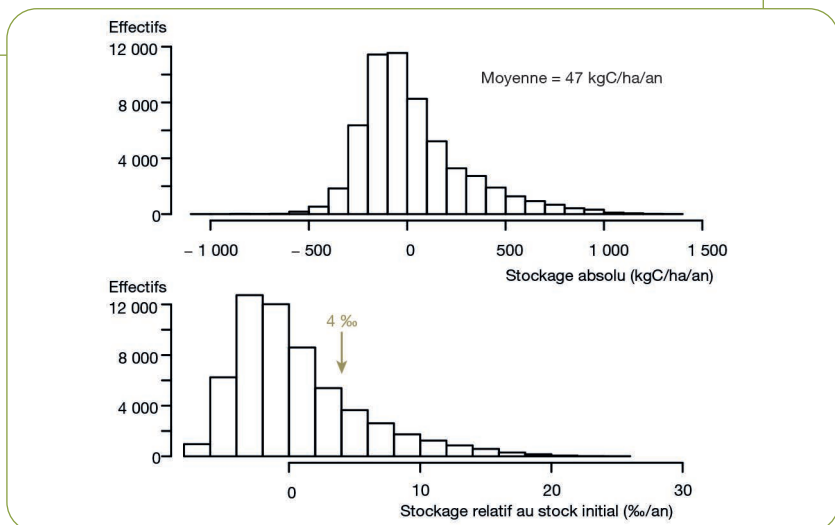 Effectifs
12 000
Moyenne = 47 kgC/ha/an
8 000
4 000
0
– 1 000 – 500 0 500 1 000 1 500
Stockage absolu (kgC/ha/an)
Effectifs
12 000
4 ‰
8 000
4 000
0
0 10 20 30
Stockage relatif au stock initial (‰/an)